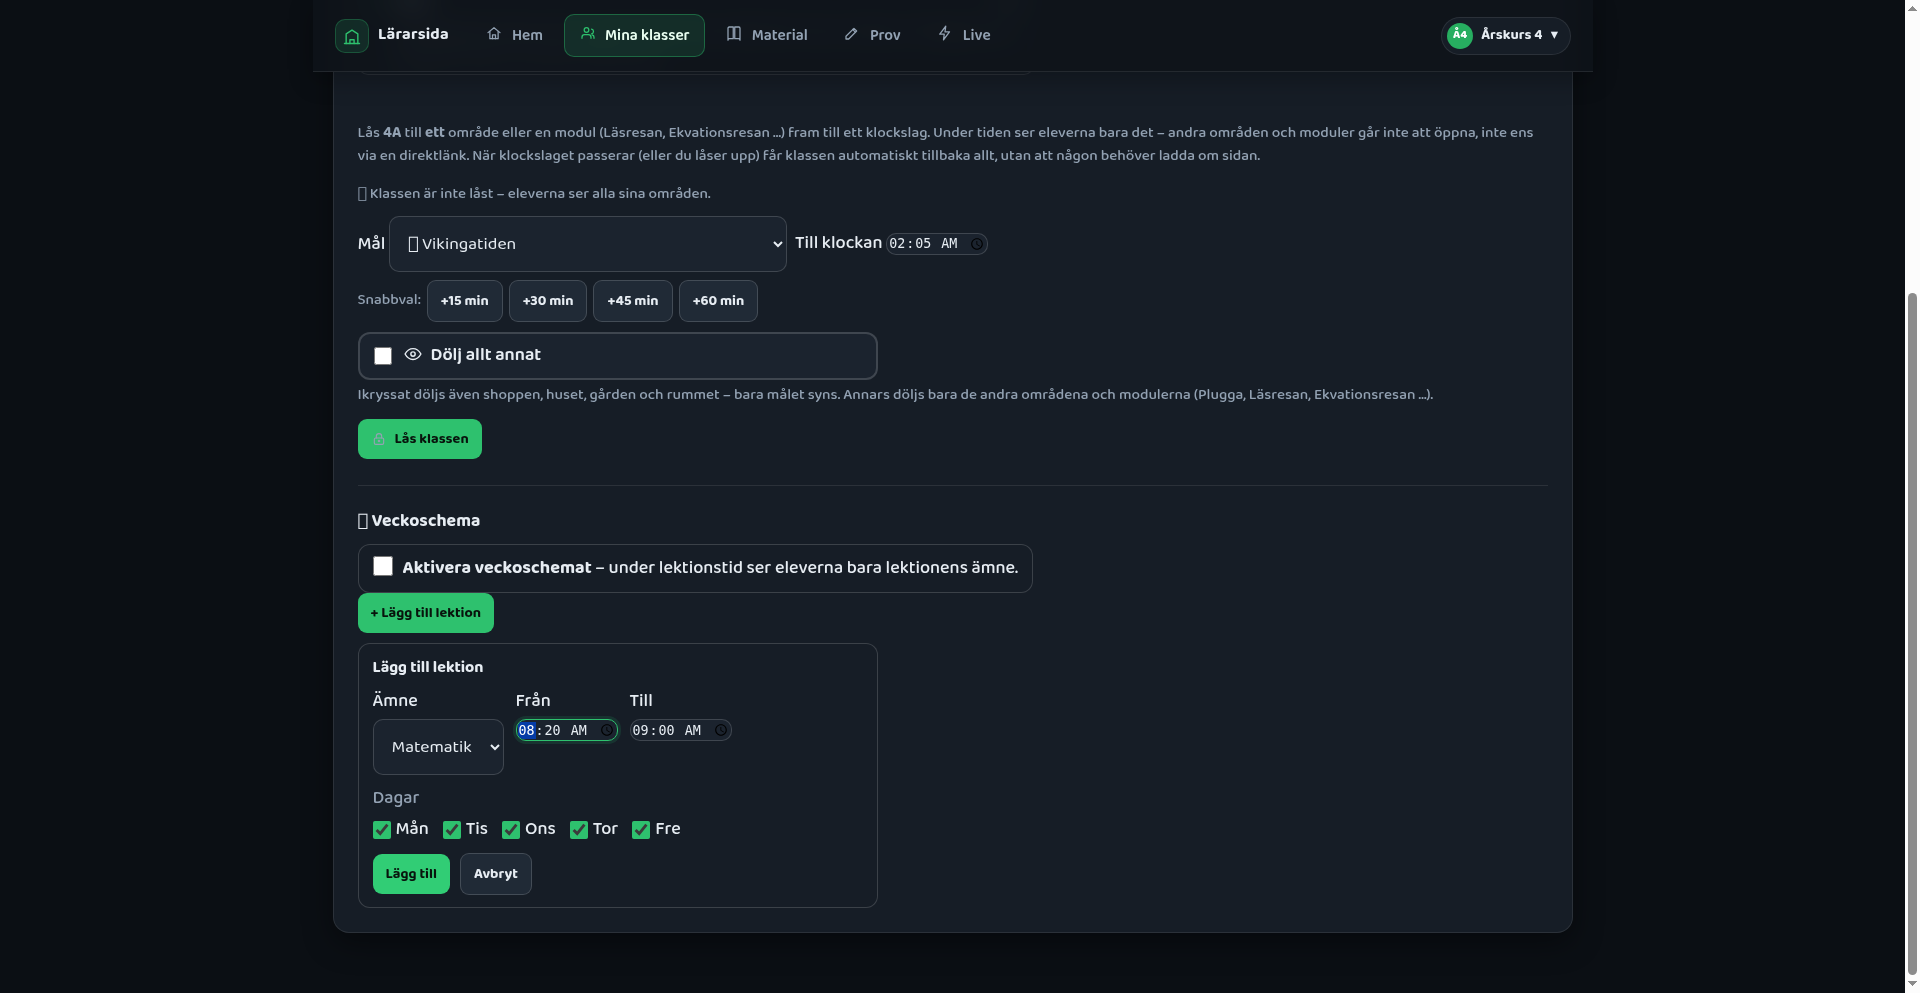 Lärarsida Hem Mina klasser Material Prov Live Å4 Årskurs 4 ▼
Lås 4A till ett område eller en modul (Läsresan, Ekvationsresan ...) fram till ett klockslag. Under tiden ser eleverna bara det – andra områden och moduler går inte att öppna, inte ens
via en direktlänk. När klockslaget passerar (eller du låser upp) får klassen automatiskt tillbaka allt, utan att någon behöver ladda om sidan.
Klassen är inte låst – eleverna ser alla sina områden.
Mål Vikingatiden Till klockan 02:05 AM
Snabbval: +15 min +30 min +45 min +60 min
Dölj allt annat
Ikryssat döljs även shoppen, huset, gården och rummet – bara målet syns. Annars döljs bara de andra områdena och modulerna (Plugga, Läsresan, Ekvationsresan ...).
Lås klassen
Veckoschema
Aktivera veckoschemat – under lektionstid ser eleverna bara lektionens ämne.
+ Lägg till lektion
Lägg till lektion
Ämne Från Till
Matematik 08:20 AM 09:00 AM
Dagar
Mån Tis Ons Tor Fre
Lägg till Avbryt